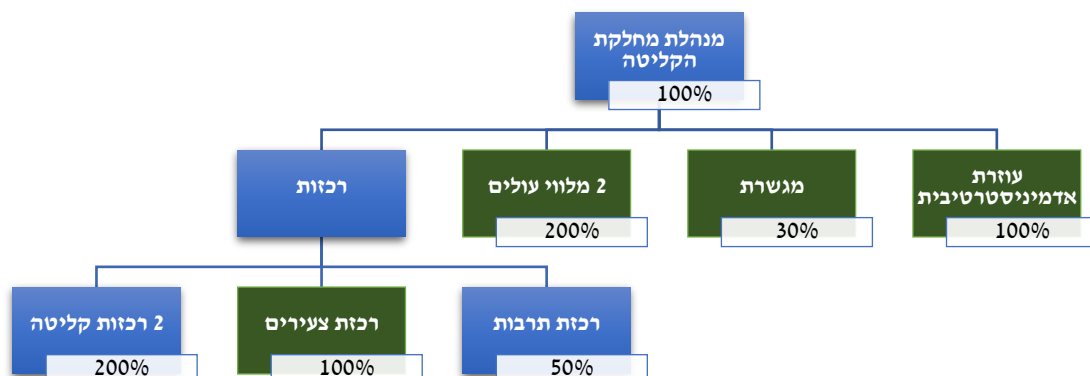 מנהלת מחלקת
הקליטה
100%
עוזרת
אדמיניסטרטיבית
100%
מגשרת
30%
2 מלווי עולים
200%
רכזות
רכזת תרבות
50%
רכזת צעירים
100%
2 רכזות קליטה
200%